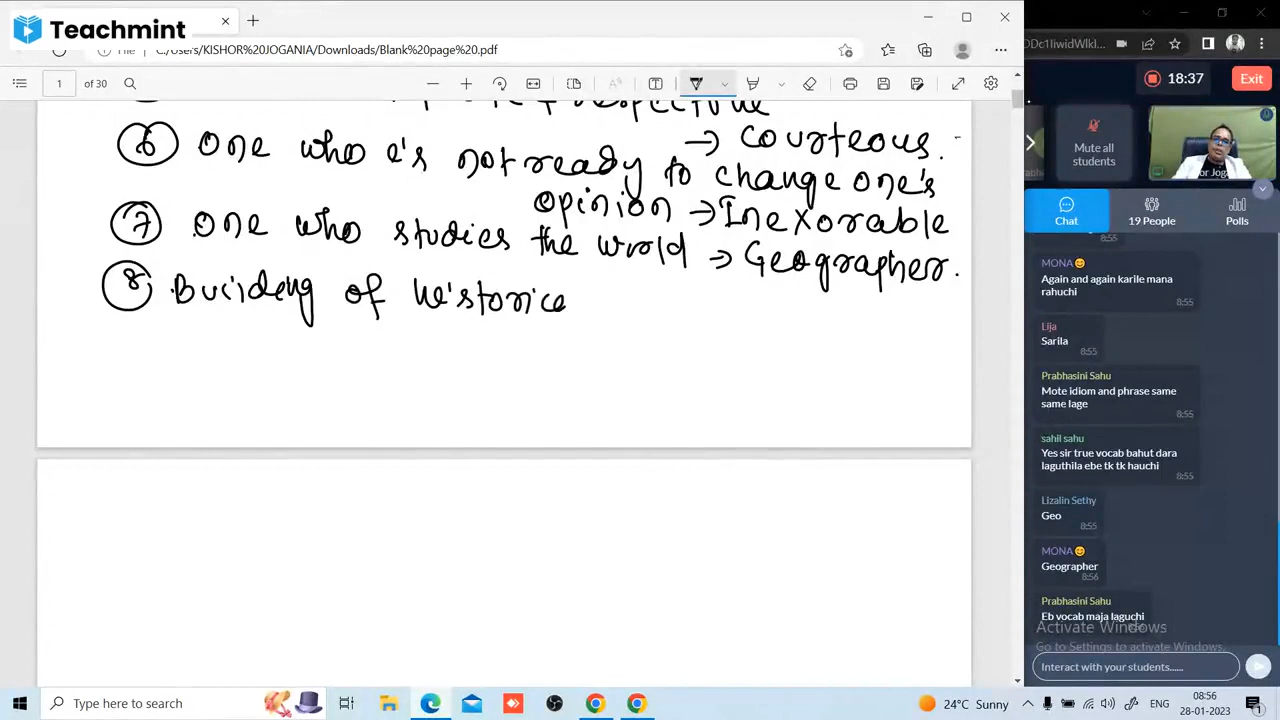 Teachmint
File C:/Users/KISHOR%20JOGANIA/Downloads/Blank%20page%20.pdf
1 of 30
respective
→ Courteous.
6 One who is not ready to change one's
opinion → Inexorable
7 One who studies the world → Geographer.
8 Building of historica
18:37 Exit
Mute all
students
Chat
19 People
Polls
8:55
MONA😊
Again and again karile mana
rahuchi
8:55
Lija
Sarila
8:55
Prabhasini Sahu
Mote idiom and phrase same
same lage
8:55
sahil sahu
Yes sir true vocab bahut dara
laguthila ebe tk tk hauchi
8:55
Lizalin Sethy
Geo
8:55
MONA😊
Geographer
8:56
Prabhasini Sahu
Eb vocab maja laguchi
Activate Windows
Go to Settings to activate Windows.
Interact with your students......
Type here to search
24°C Sunny
08:56
28-01-2023